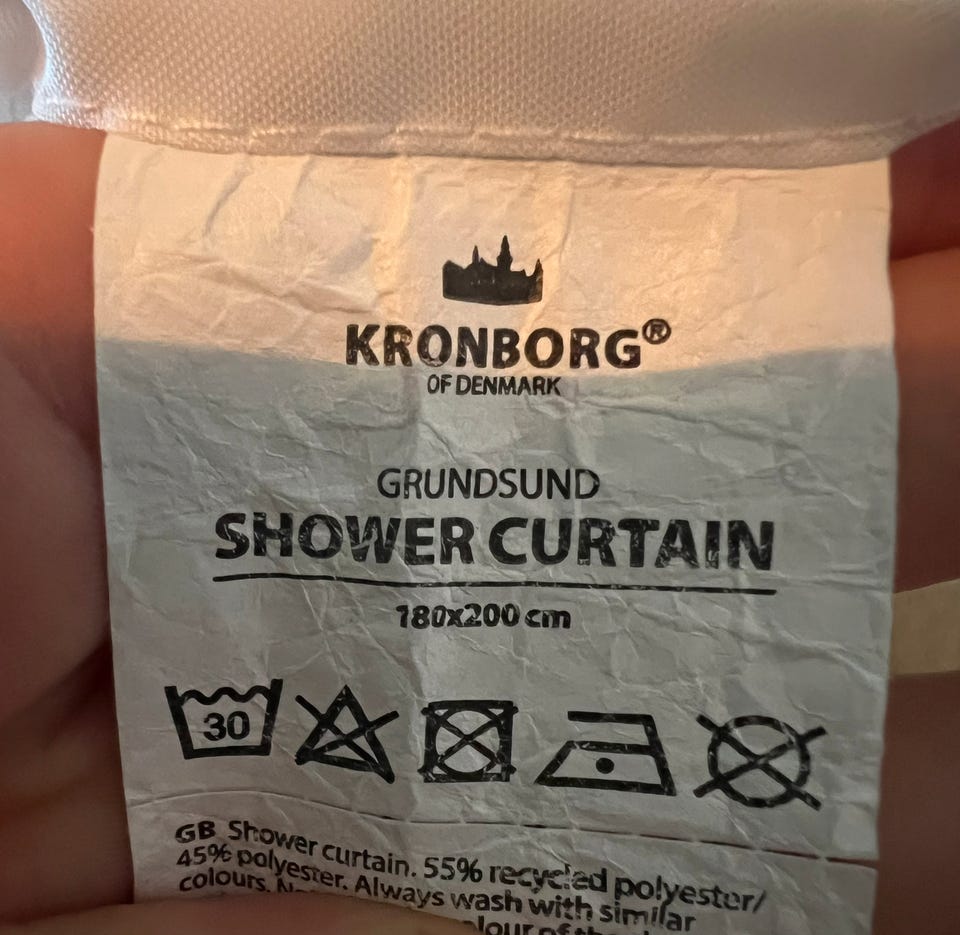 KRONBORG®
OF DENMARK
GRUNDSUND
SHOWER CURTAIN
180x200 cm
30
GB Shower curtain. 55% recycled polyester/
45% polyester. Always wash with similar
colours.